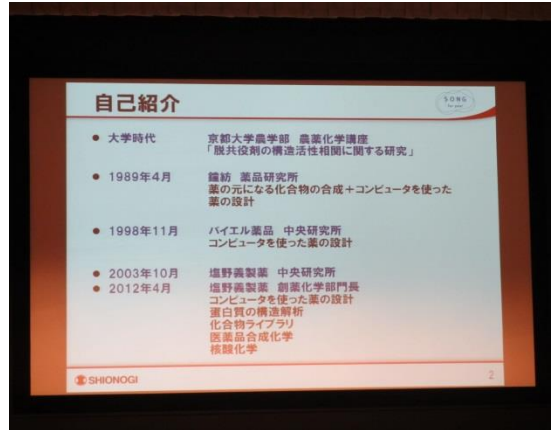 自己紹介
SONG
for you!
● 大学時代 京都大学農学部 農薬化学講座
「脱共役剤の構造活性相関に関する研究」
● 1989年4月 鐘紡 薬品研究所
薬の元になる化合物の合成+コンピュータを使った
薬の設計
● 1998年11月 バイエル薬品 中央研究所
コンピュータを使った薬の設計
● 2003年10月 塩野義製薬 中央研究所
● 2012年4月 塩野義製薬 創薬化学部門長
コンピュータを使った薬の設計
蛋白質の構造解析
化合物ライブラリ
医薬品合成化学
核酸化学
SHIONOGI
2